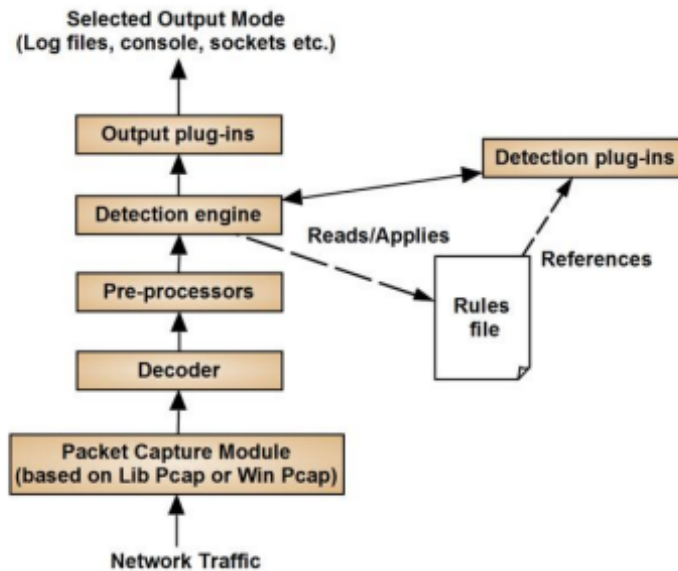 Selected Output Mode
(Log files, console, sockets etc.)
Output plug-ins
Detection plug-ins
Detection engine
Reads/Applies
References
Pre-processors
Rules
file
Decoder
Packet Capture Module
(based on Lib Pcap or Win Pcap)
Network Traffic